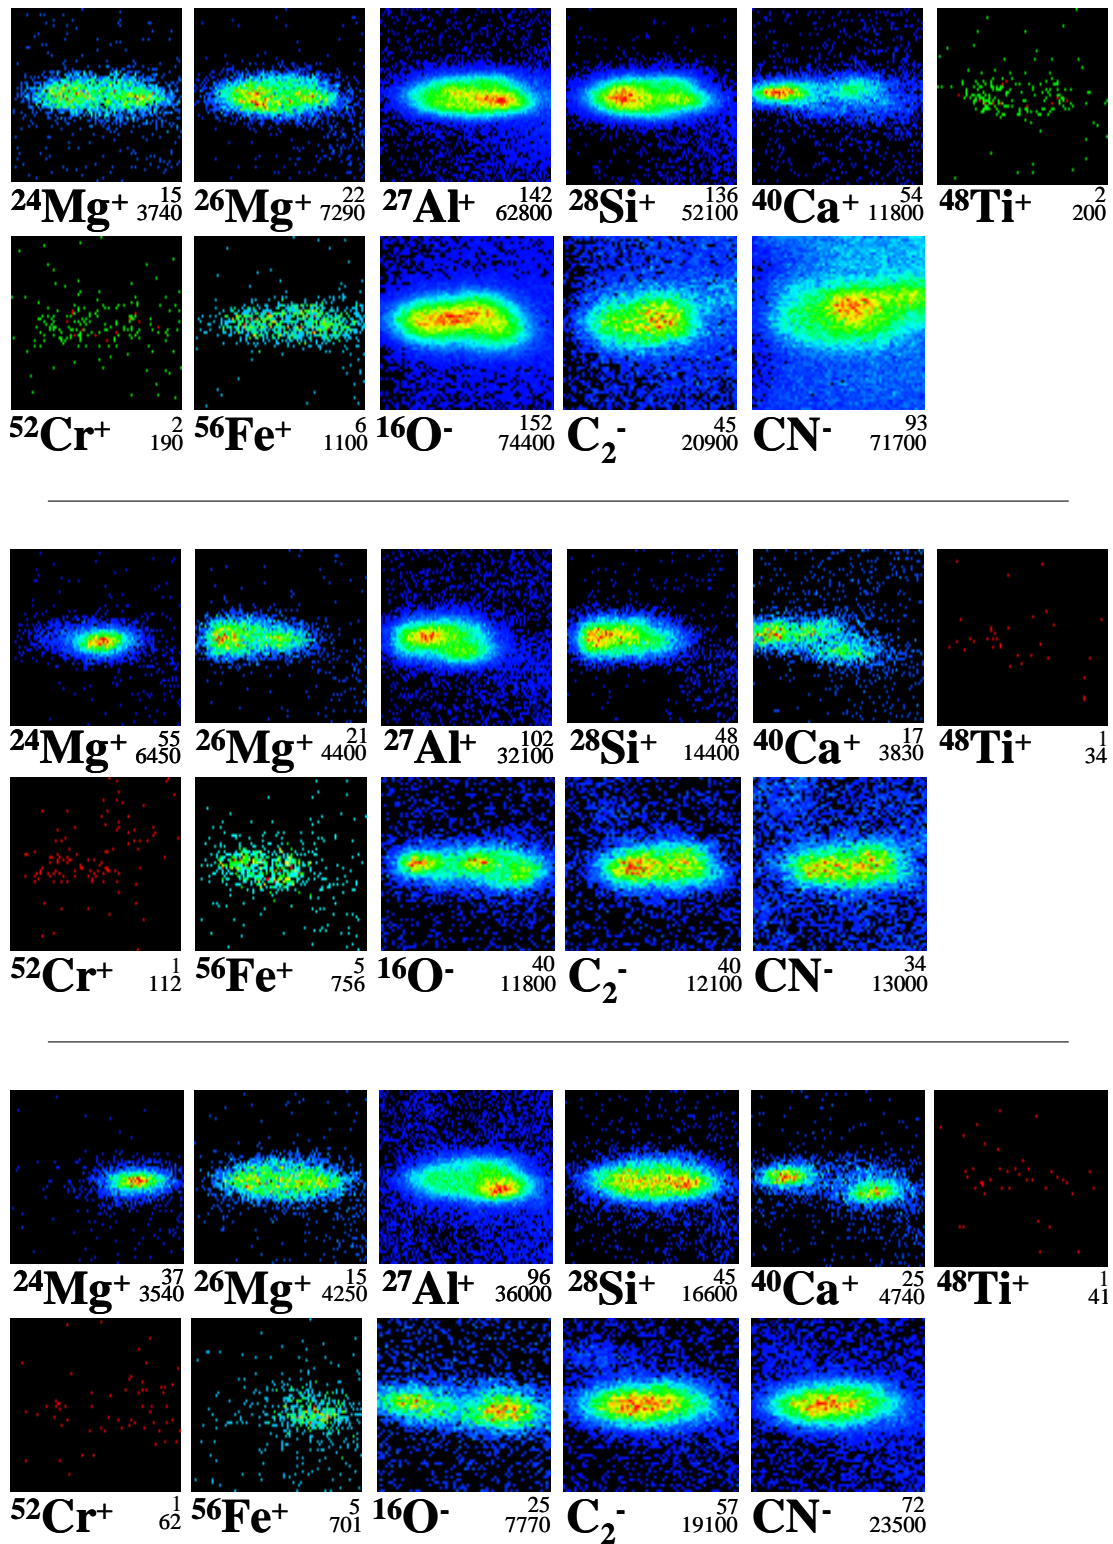 24Mg+ 15 3740 26Mg+ 22 7290 27Al+ 142 62800 28Si+ 136 52100 40Ca+ 54 11800 48Ti+ 2 200
52Cr+ 2 190 56Fe+ 6 1100 16O- 152 74400 C2- 45 20900 CN- 93 71700
24Mg+ 55 6450 26Mg+ 21 4400 27Al+ 102 32100 28Si+ 48 14400 40Ca+ 17 3830 48Ti+ 1 34
52Cr+ 1 112 56Fe+ 5 756 16O- 40 11800 C2- 40 12100 CN- 34 13000
24Mg+ 37 3540 26Mg+ 15 4250 27Al+ 96 36000 28Si+ 45 16600 40Ca+ 25 4740 48Ti+ 1 41
52Cr+ 1 62 56Fe+ 5 701 16O- 25 7770 C2- 57 19100 CN- 72 23500